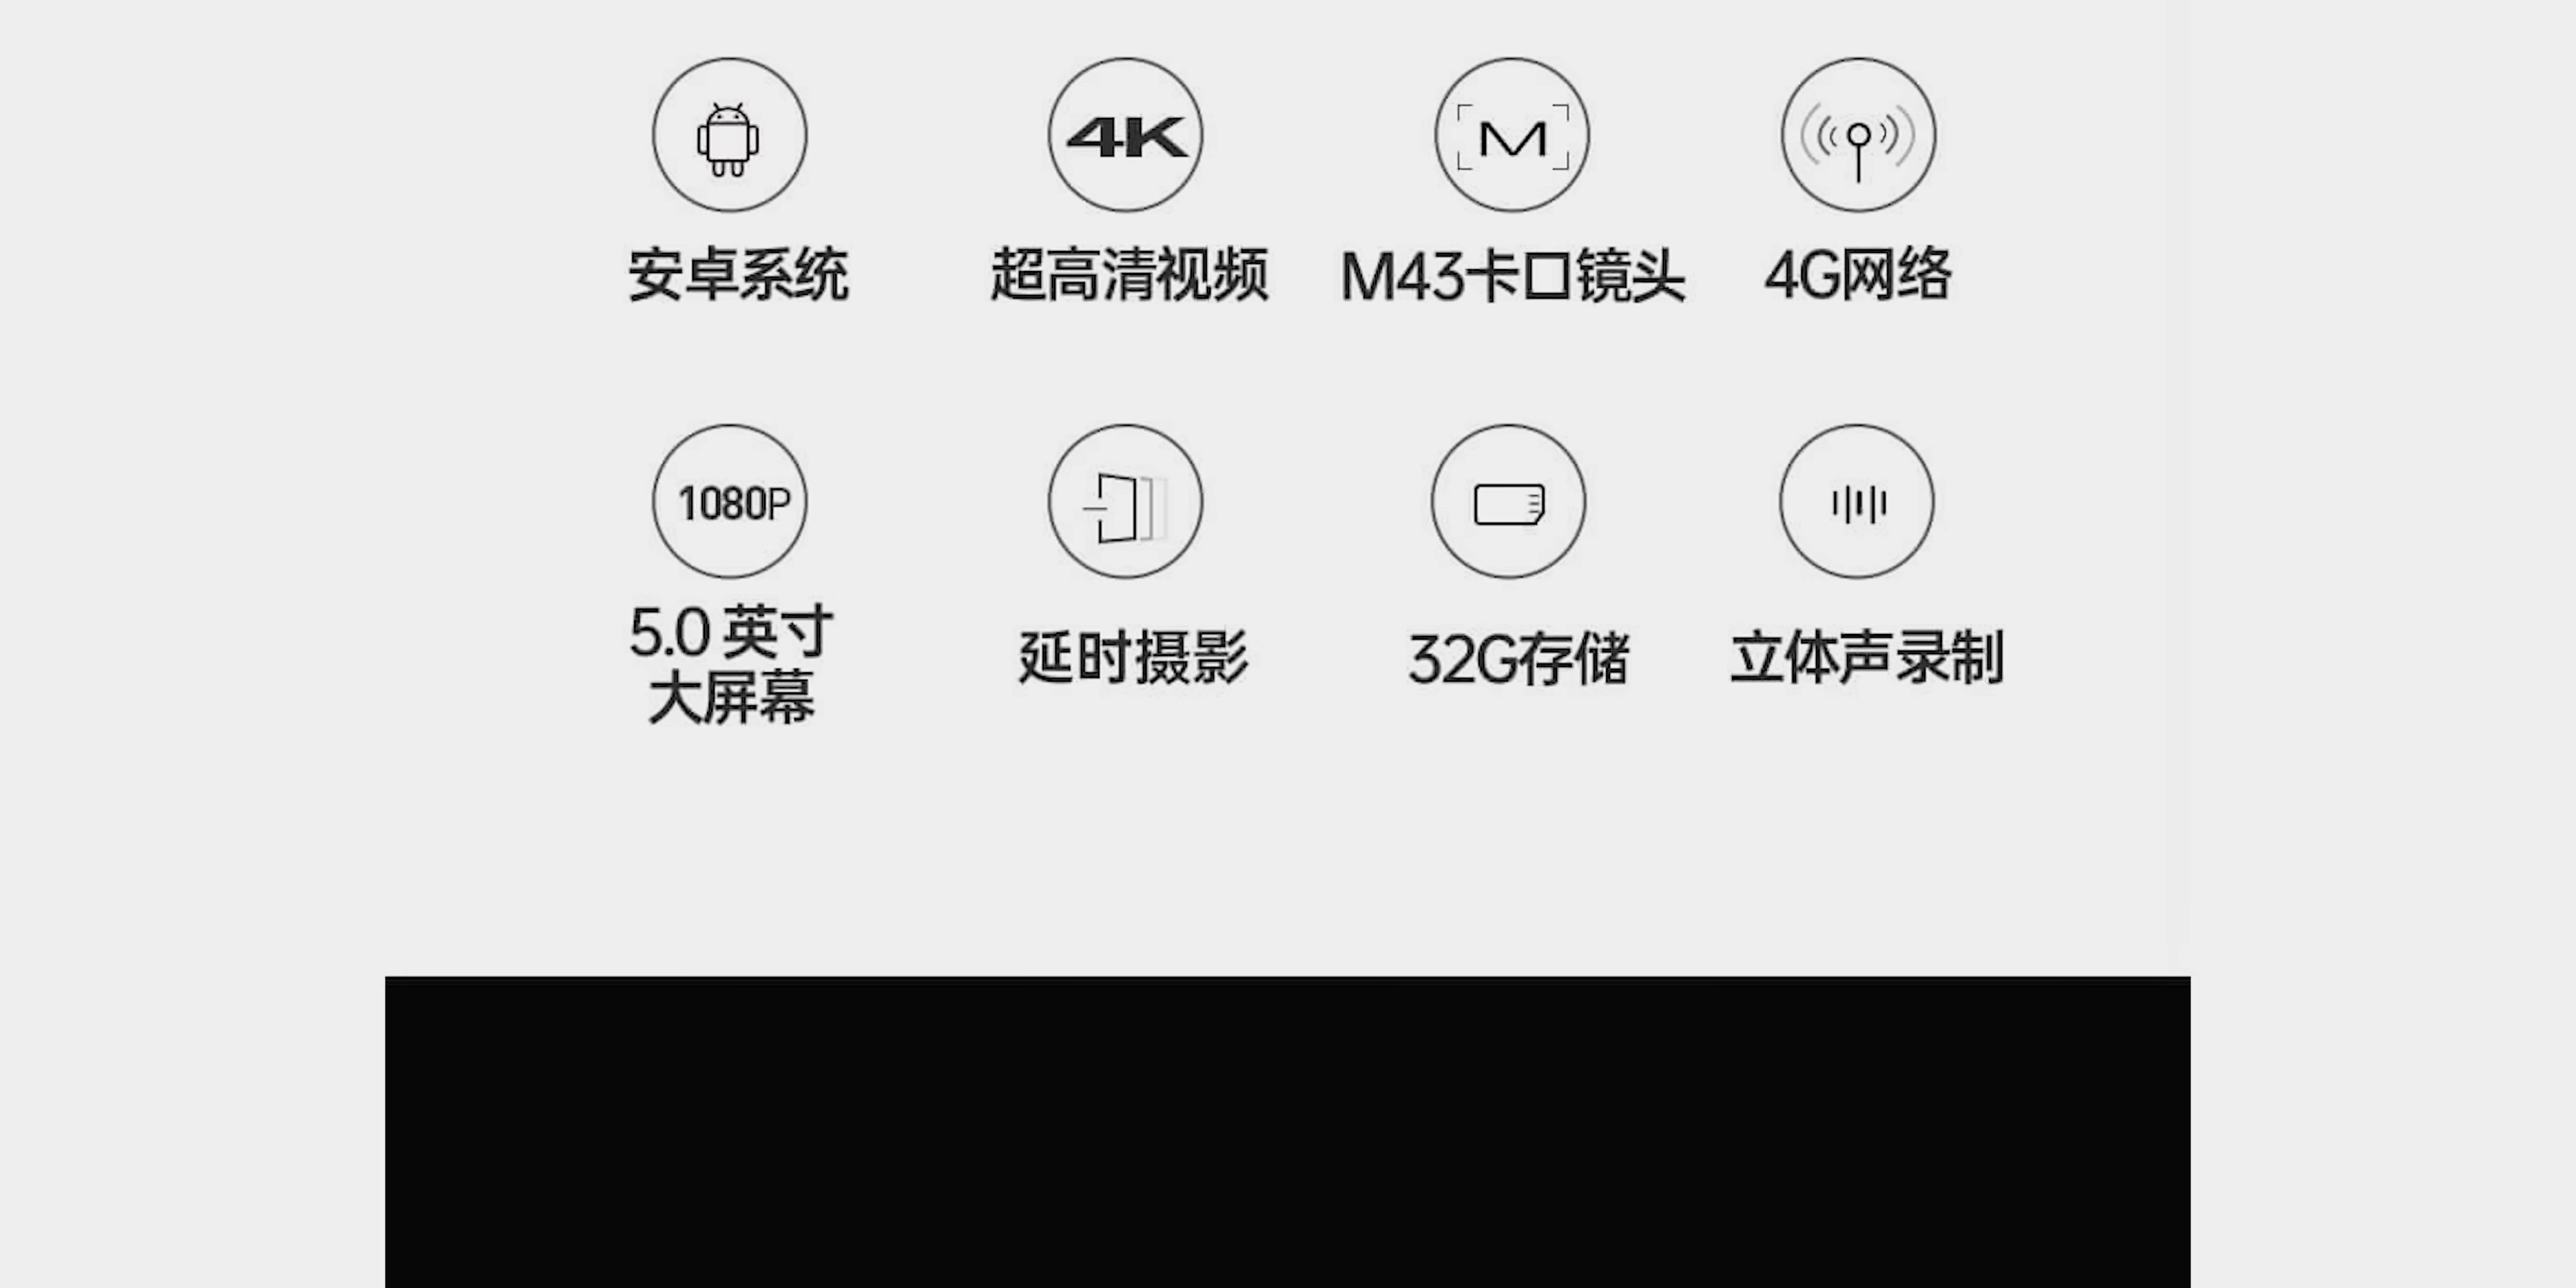 4K
M
安卓系统
超高清视频
M43卡口镜头
4G网络
1080P
5.0 英寸
大屏幕
延时摄影
32G存储
立体声录制